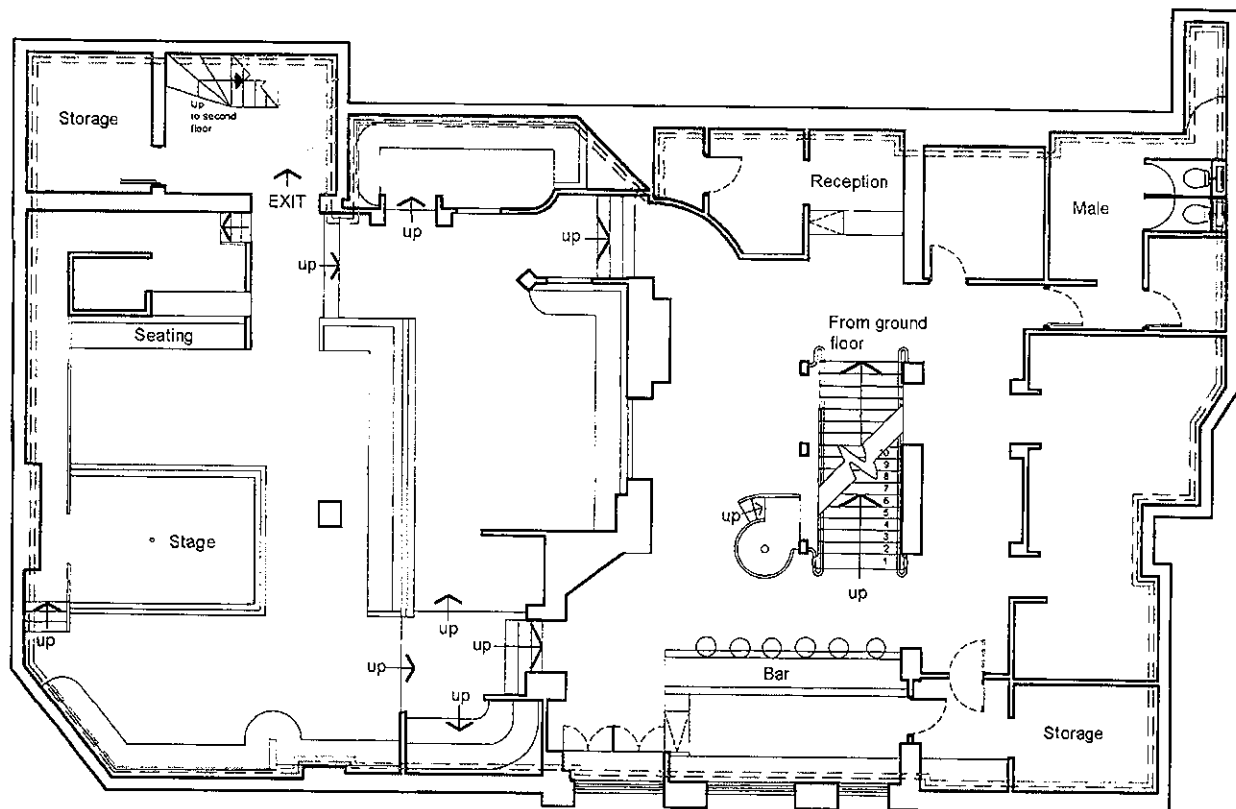 Storage
up
to second
floor
EXIT
up
up
up
Reception
Male
Seating
From ground
floor
Stage
up
10
9
8
7
6
5
4
3
2
1
up
up
up
up
up
up
Bar
Storage